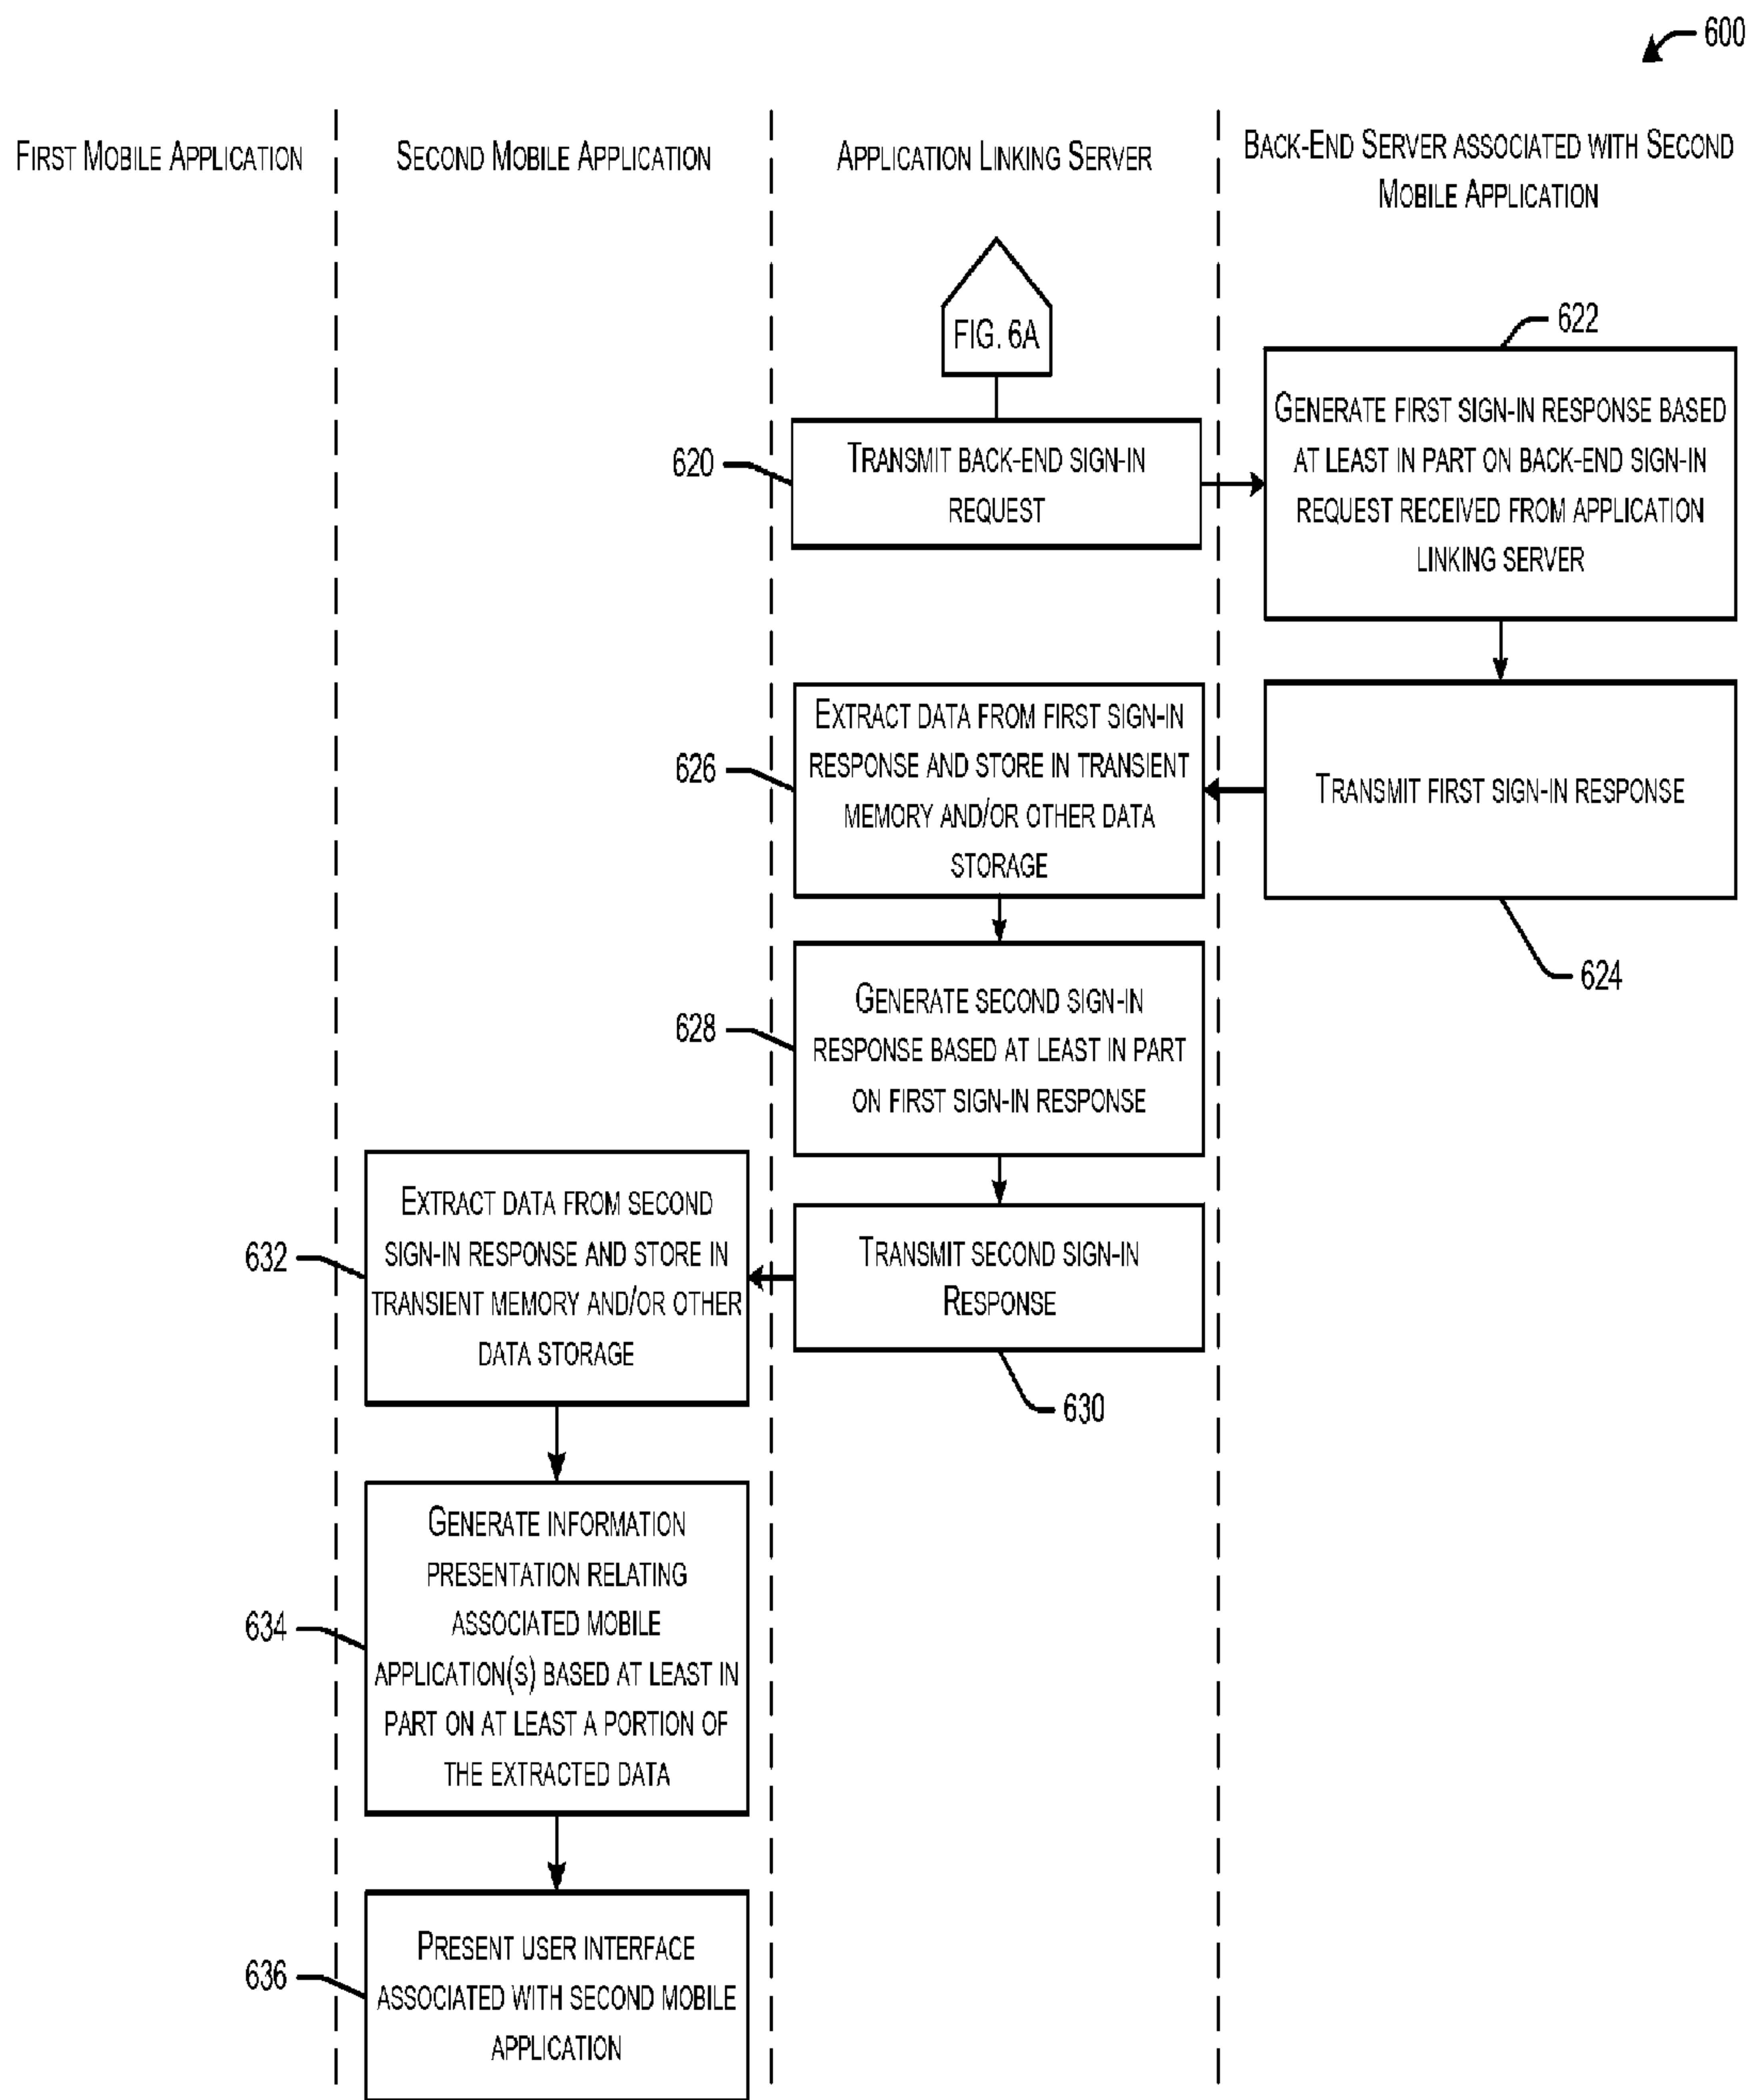 600
FIRST MOBILE APPLICATION
SECOND MOBILE APPLICATION
APPLICATION LINKING SERVER
BACK-END SERVER ASSOCIATED WITH SECOND
MOBILE APPLICATION
FIG. 6A
620
TRANSMIT BACK-END SIGN-IN
REQUEST
622
GENERATE FIRST SIGN-IN RESPONSE BASED
AT LEAST IN PART ON BACK-END SIGN-IN
REQUEST RECEIVED FROM APPLICATION
LINKING SERVER
626
EXTRACT DATA FROM FIRST SIGN-IN
RESPONSE AND STORE IN TRANSIENT
MEMORY AND/OR OTHER DATA
STORAGE
TRANSMIT FIRST SIGN-IN RESPONSE
624
628
GENERATE SECOND SIGN-IN
RESPONSE BASED AT LEAST IN PART
ON FIRST SIGN-IN RESPONSE
632
EXTRACT DATA FROM SECOND
SIGN-IN RESPONSE AND STORE IN
TRANSIENT MEMORY AND/OR OTHER
DATA STORAGE
TRANSMIT SECOND SIGN-IN
RESPONSE
630
634
GENERATE INFORMATION
PRESENTATION RELATING
ASSOCIATED MOBILE
APPLICATION(S) BASED AT LEAST IN
PART ON AT LEAST A PORTION OF
THE EXTRACTED DATA
636
PRESENT USER INTERFACE
ASSOCIATED WITH SECOND MOBILE
APPLICATION